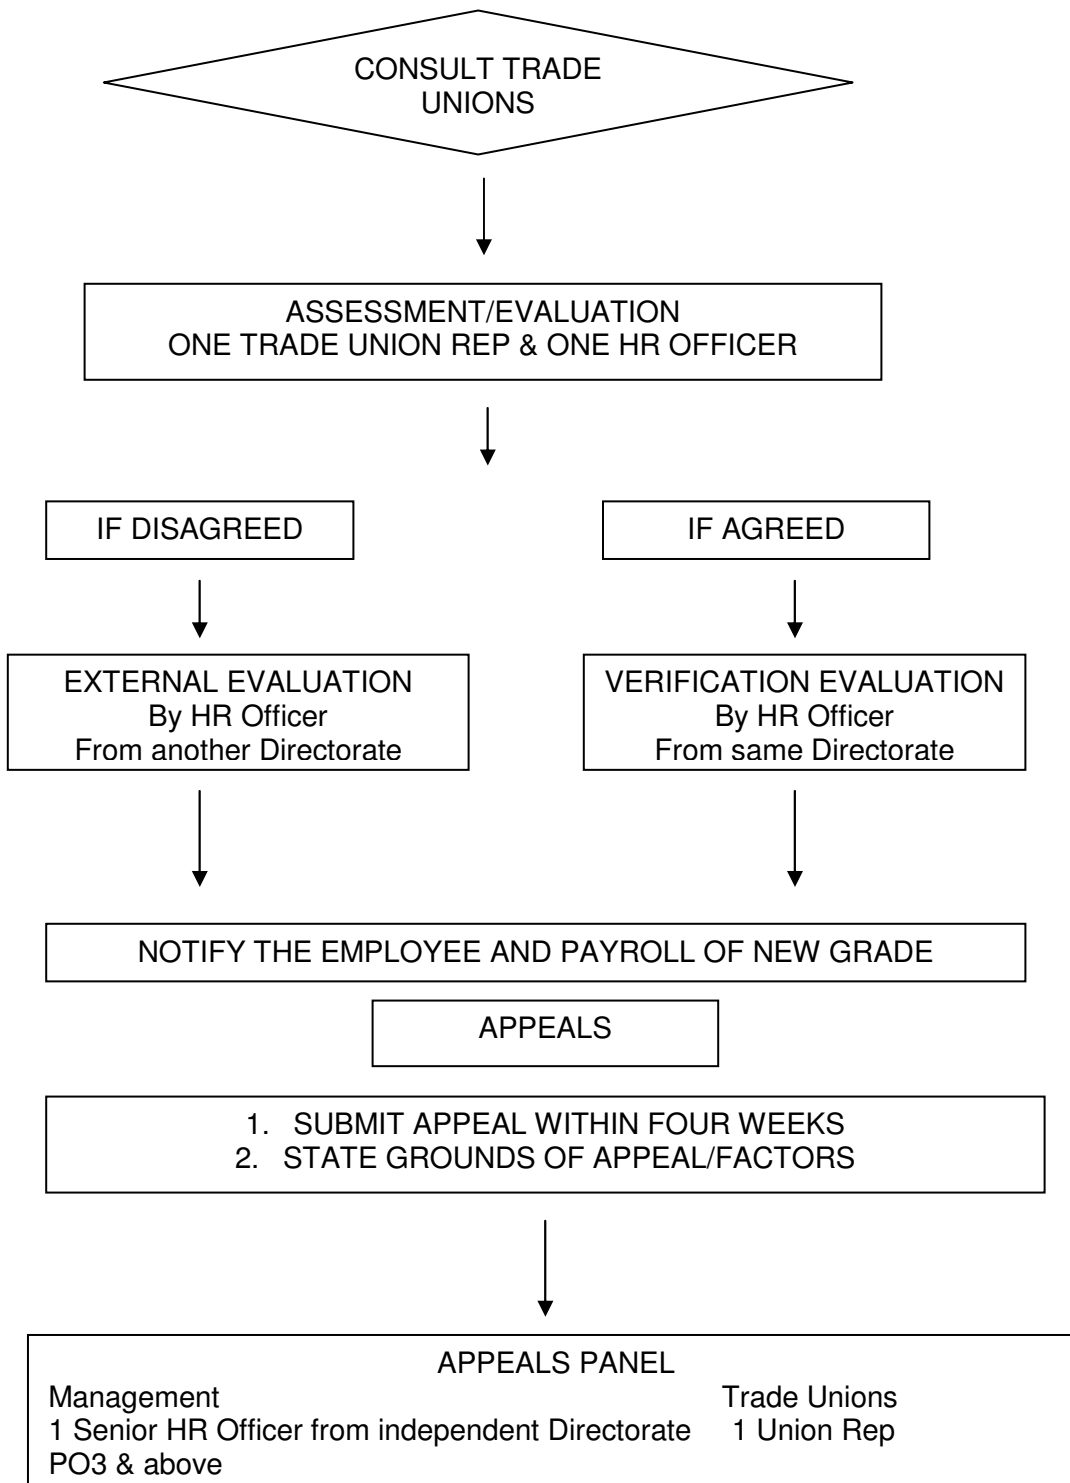 CONSULT TRADE
UNIONS
ASSESSMENT/EVALUATION
ONE TRADE UNION REP & ONE HR OFFICER
IF DISAGREED
IF AGREED
EXTERNAL EVALUATION
By HR Officer
From another Directorate
VERIFICATION EVALUATION
By HR Officer
From same Directorate
NOTIFY THE EMPLOYEE AND PAYROLL OF NEW GRADE
APPEALS
1. SUBMIT APPEAL WITHIN FOUR WEEKS
2. STATE GROUNDS OF APPEAL/FACTORS
APPEALS PANEL
Management Trade Unions
1 Senior HR Officer from independent Directorate 1 Union Rep
PO3 & above